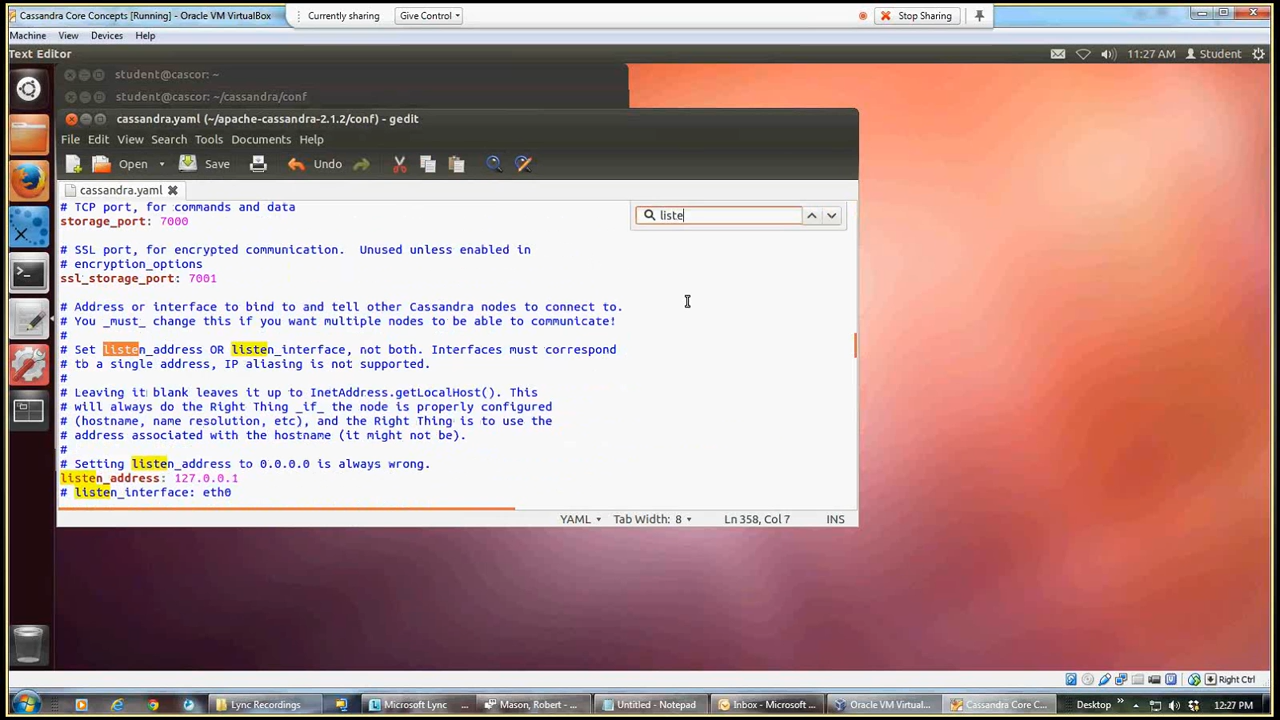 Cassandra Core Concepts [Running] - Oracle VM VirtualBox
Currently sharing
Give Control
Stop Sharing
Machine View Devices Help
Text Editor
11:27 AM
Student
student@cascor: ~
student@cascor: ~/cassandra/conf
cassandra.yaml (~/apache-cassandra-2.1.2/conf) - gedit
File Edit View Search Tools Documents Help
Open Save Undo
cassandra.yaml
liste
# TCP port, for commands and data
storage_port: 7000
# SSL port, for encrypted communication. Unused unless enabled in
# encryption_options
ssl_storage_port: 7001
# Address or interface to bind to and tell other Cassandra nodes to connect to.
# You _must_ change this if you want multiple nodes to be able to communicate!
#
# Set listen_address OR listen_interface, not both. Interfaces must correspond
# to a single address, IP aliasing is not supported.
#
# Leaving it blank leaves it up to InetAddress.getLocalHost(). This
# will always do the Right Thing _if_ the node is properly configured
# (hostname, name resolution, etc), and the Right Thing is to use the
# address associated with the hostname (it might not be).
#
# Setting listen_address to 0.0.0.0 is always wrong.
listen_address: 127.0.0.1
# listen_interface: eth0
YAML Tab Width: 8 Ln 358, Col 7 INS
Right Ctrl
Lync Recordings
Microsoft Lync ...
Mason, Robert - ...
Untitled - Notepad
Inbox - Microsoft ...
Oracle VM Virtual...
Cassandra Core C...
Desktop
12:27 PM